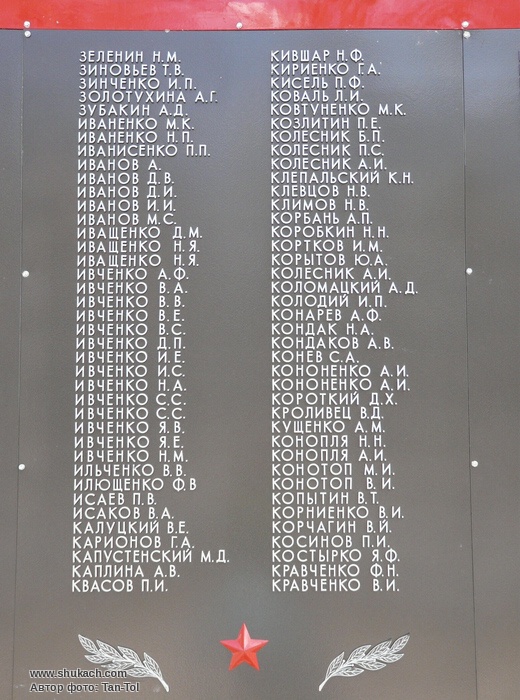 ЗЕЛЕНИН Н.М.
ЗИНОВЬЕВ Т.В.
ЗИНЧЕНКО И.П.
ЗОЛОТУХИНА А.Г.
ЗУБАКИН А.Д.
ИВАНЕНКО М.К.
ИВАНЕНКО Н.П.
ИВАНИСЕНКО П.П.
ИВАНОВ А.
ИВАНОВ Д.В.
ИВАНОВ Д.И.
ИВАНОВ И.И.
ИВАНОВ М.С.
ИВАЩЕНКО Д.М.
ИВАЩЕНКО Н.Я.
ИВАЩЕНКО Н.Я.
ИВЧЕНКО А.Ф.
ИВЧЕНКО В.А.
ИВЧЕНКО В.В.
ИВЧЕНКО В.Е.
ИВЧЕНКО В.С.
ИВЧЕНКО Д.П.
ИВЧЕНКО И.Е.
ИВЧЕНКО И.С.
ИВЧЕНКО Н.А.
ИВЧЕНКО С.С.
ИВЧЕНКО С.С.
ИВЧЕНКО Я.В.
ИВЧЕНКО Я.Е.
ИВЧЕНКО Н.М.
ИЛЬЧЕНКО В.В.
ИЛЮЩЕНКО Ф.В
ИСАЕВ П.В.
ИСАКОВ В.А.
КАЛУЦКИЙ В.Е.
КАРИОНОВ Г.А.
КАПУСТЕНСКИЙ М.Д.
КАПЛИНА А.В.
КВАСОВ П.И.
КИВШАР Н.Ф.
КИРИЕНКО Г.А.
КИСЕЛЬ П.Ф.
КОВАЛЬ Л.И.
КОВТУНЕНКО М.К.
КОЗЛИТИН П.Е.
КОЛЕСНИК Б.П.
КОЛЕСНИК П.С.
КОЛЕСНИК А.И.
КЛЕПАЛЬСКИЙ К.Н.
КЛЕВЦОВ Н.В.
КЛИМОВ Н.В.
КОРБАНЬ А.П.
КОРОБКИН Н.Н.
КОРТКОВ И.М.
КОРЫТОВ Ю.А.
КОЛЕСНИК А.И.
КОЛОМАЦКИЙ А.Д.
КОЛОДИЙ И.П.
КОНАРЕВ А.Ф.
КОНДАК Н.А.
КОНДАКОВ А.В.
КОНЕВ С.А.
КОНОНЕНКО А.И.
КОНОНЕНКО А.И.
КОРОТКИЙ Д.Х.
КРОЛИВЕЦ В.Д.
КУЩЕНКО А.М.
КОНОПЛЯ Н.Н.
КОНОПЛЯ А.И.
КОНОТОП М.И.
КОНОТОП В.И.
КОПЫТИН В.Т.
КОРНИЕНКО В.И.
КОРЧАГИН В.И.
КОСИНОВ П.И.
КОСТЫРКО Я.Ф.
КРАВЧЕНКО Ф.Н.
КРАВЧЕНКО В.И.
www.shukach.com
Автор фото: Tan-Tol